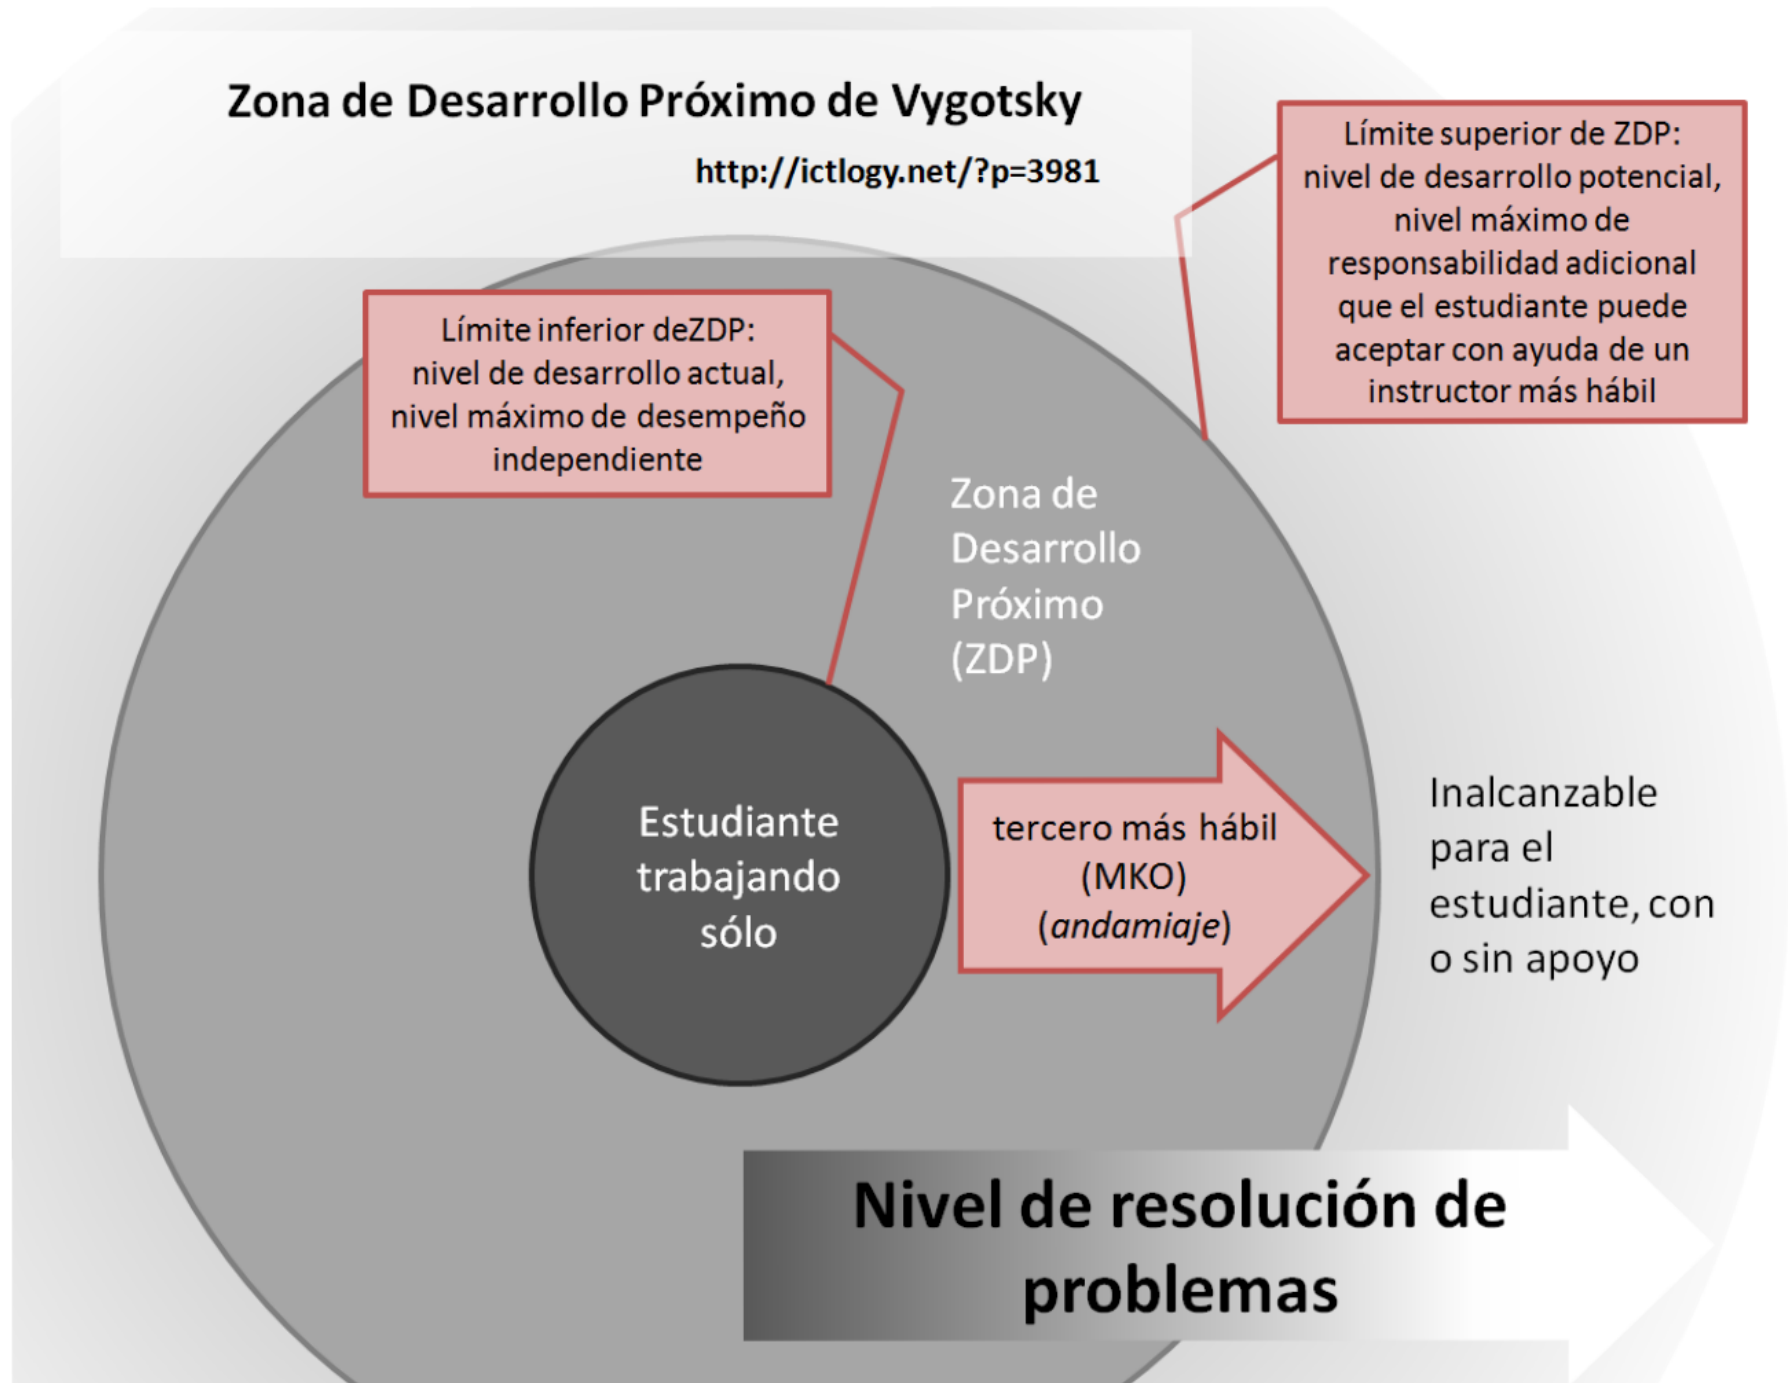 Zona de Desarrollo Próximo de Vygotsky
http://ictlogy.net/?p=3981
Límite superior de ZDP:
nivel de desarrollo potencial,
nivel máximo de
responsabilidad adicional
que el estudiante puede
aceptar con ayuda de un
instructor más hábil
Límite inferior deZDP:
nivel de desarrollo actual,
nivel máximo de desempeño
independiente
Zona de
Desarrollo
Próximo
(ZDP)
Estudiante
trabajando
sólo
tercero más hábil
(MKO)
(andamiaje)
Inalcanzable
para el
estudiante, con
o sin apoyo
Nivel de resolución de
problemas